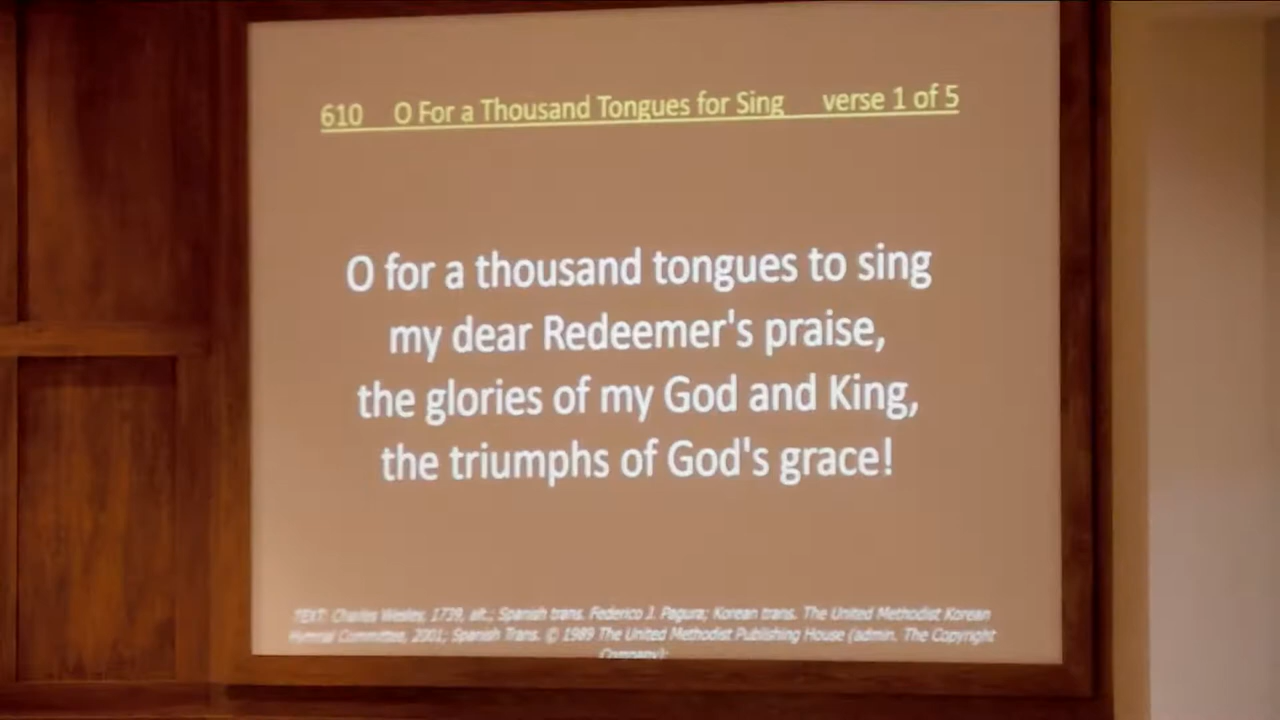 610 O For a Thousand Tongues for Sing verse 1 of 5
O for a thousand tongues to sing
my dear Redeemer's praise,
the glories of my God and King,
the triumphs of God's grace!
TEXT: Charles Wesley, 1739, alt.; Spanish trans. Federico J. Pagura; Korean trans. The United Methodist Korean
Hymnal Committee, 2001; Spanish Trans. © 1989 The United Methodist Publishing House (admin. The Copyright
Company);